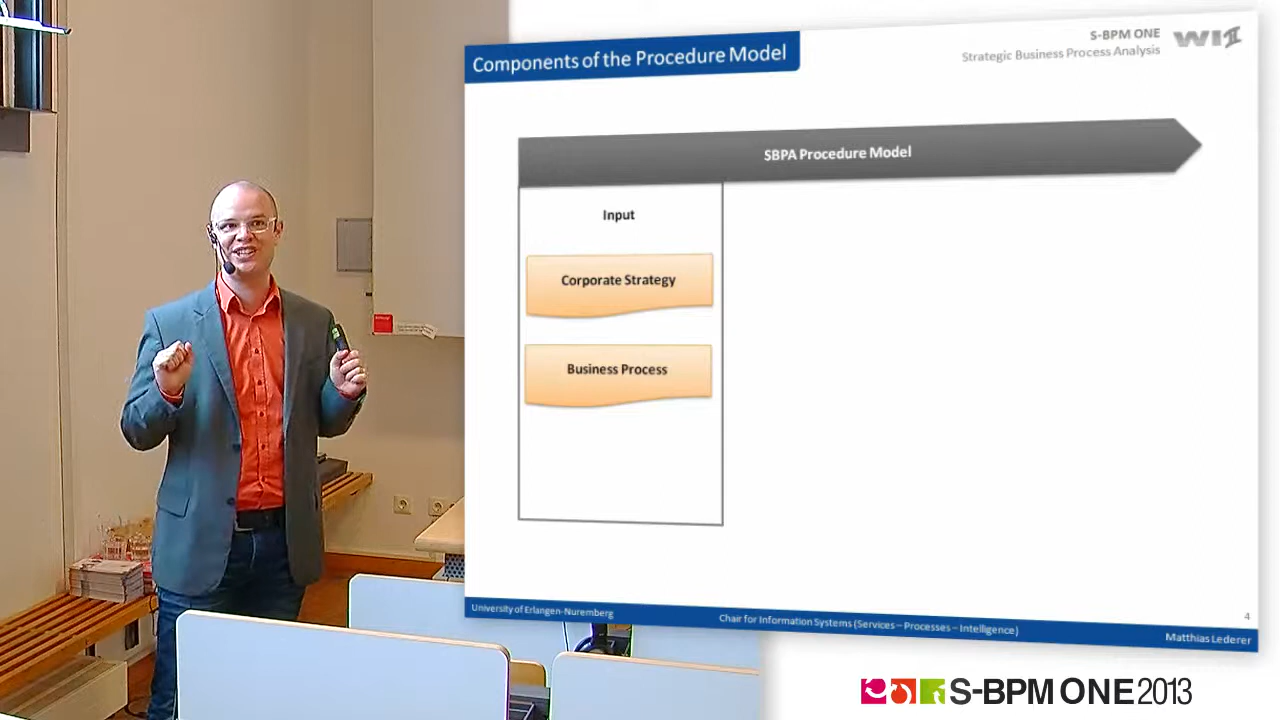 Components of the Procedure Model
S-BPM ONE
Strategic Business Process Analysis
WI
SBPA Procedure Model
Input
Corporate Strategy
Business Process
4
University of Erlangen-Nuremberg
Chair for Information Systems (Services – Processes – Intelligence)
Matthias Lederer
S-BPM ONE 2013